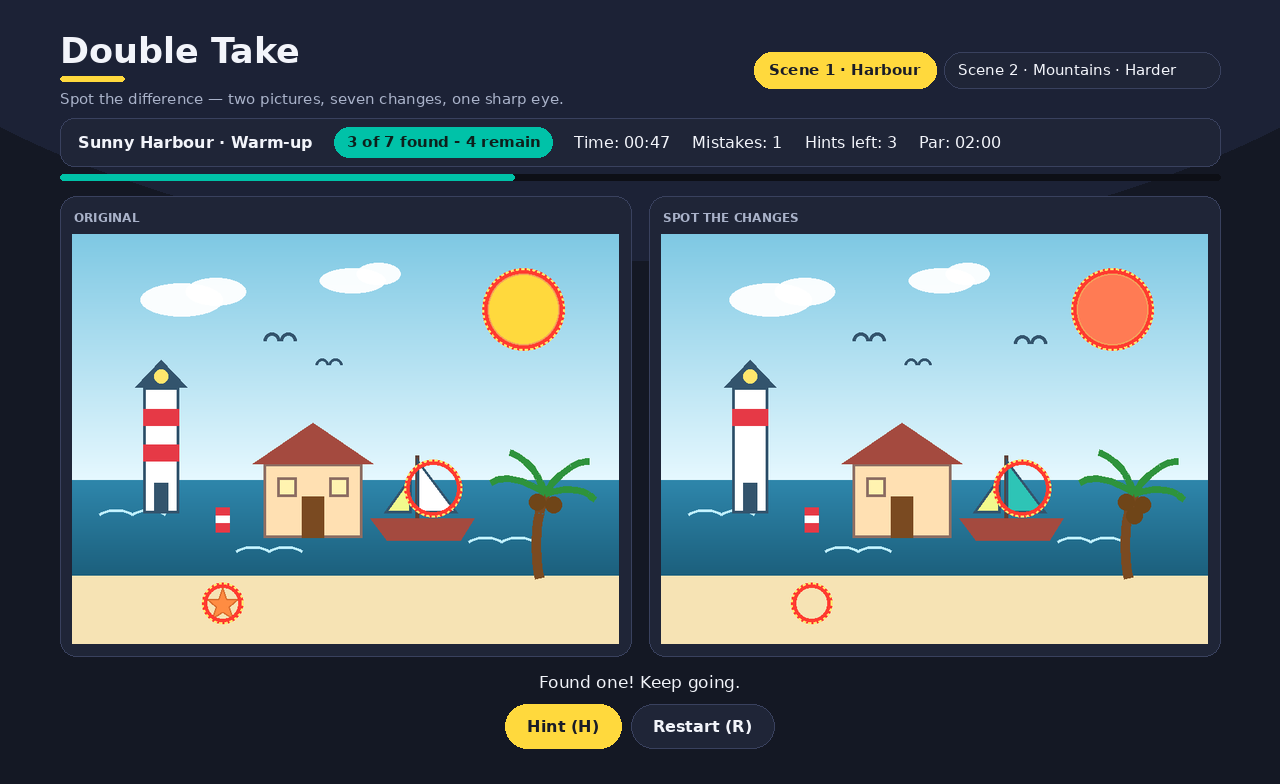 Double Take
Spot the difference — two pictures, seven changes, one sharp eye.
Scene 1 · Harbour
Scene 2 · Mountains · Harder
Sunny Harbour · Warm-up
3 of 7 found - 4 remain
Time: 00:47
Mistakes: 1
Hints left: 3
Par: 02:00
ORIGINAL
SPOT THE CHANGES
Found one! Keep going.
Hint (H)
Restart (R)